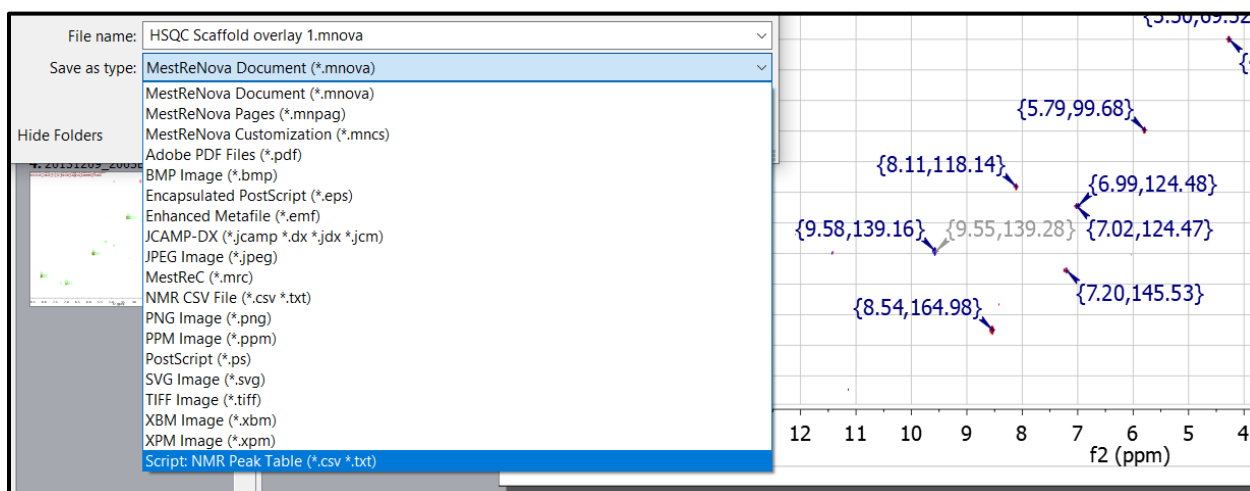 File name: HSQC Scaffold overlay 1.mnova
Save as type: MestReNova Document (*.mnova)
MestReNova Document (*.mnova)
MestReNova Pages (*.mnpag)
MestReNova Customization (*.mncs)
Adobe PDF Files (*.pdf)
BMP Image (*.bmp)
Encapsulated PostScript (*.eps)
Enhanced Metafile (*.emf)
JCAMP-DX (*.jcamp *.dx *.jdx *.jcm)
JPEG Image (*.jpeg)
MestReC (*.mrc)
NMR CSV File (*.csv *.txt)
PNG Image (*.png)
PPM Image (*.ppm)
PostScript (*.ps)
SVG Image (*.svg)
TIFF Image (*.tiff)
XBM Image (*.xbm)
XPM Image (*.xpm)
Script: NMR Peak Table (*.csv *.txt)
Hide Folders
{5.79,99.68}
{8.11,118.14}
{6.99,124.48}
{9.58,139.16} {9.55,139.28} {7.02,124.47}
{7.20,145.53}
{8.54,164.98}
12 11 10 9 8 7 6 5 4
f2 (ppm)